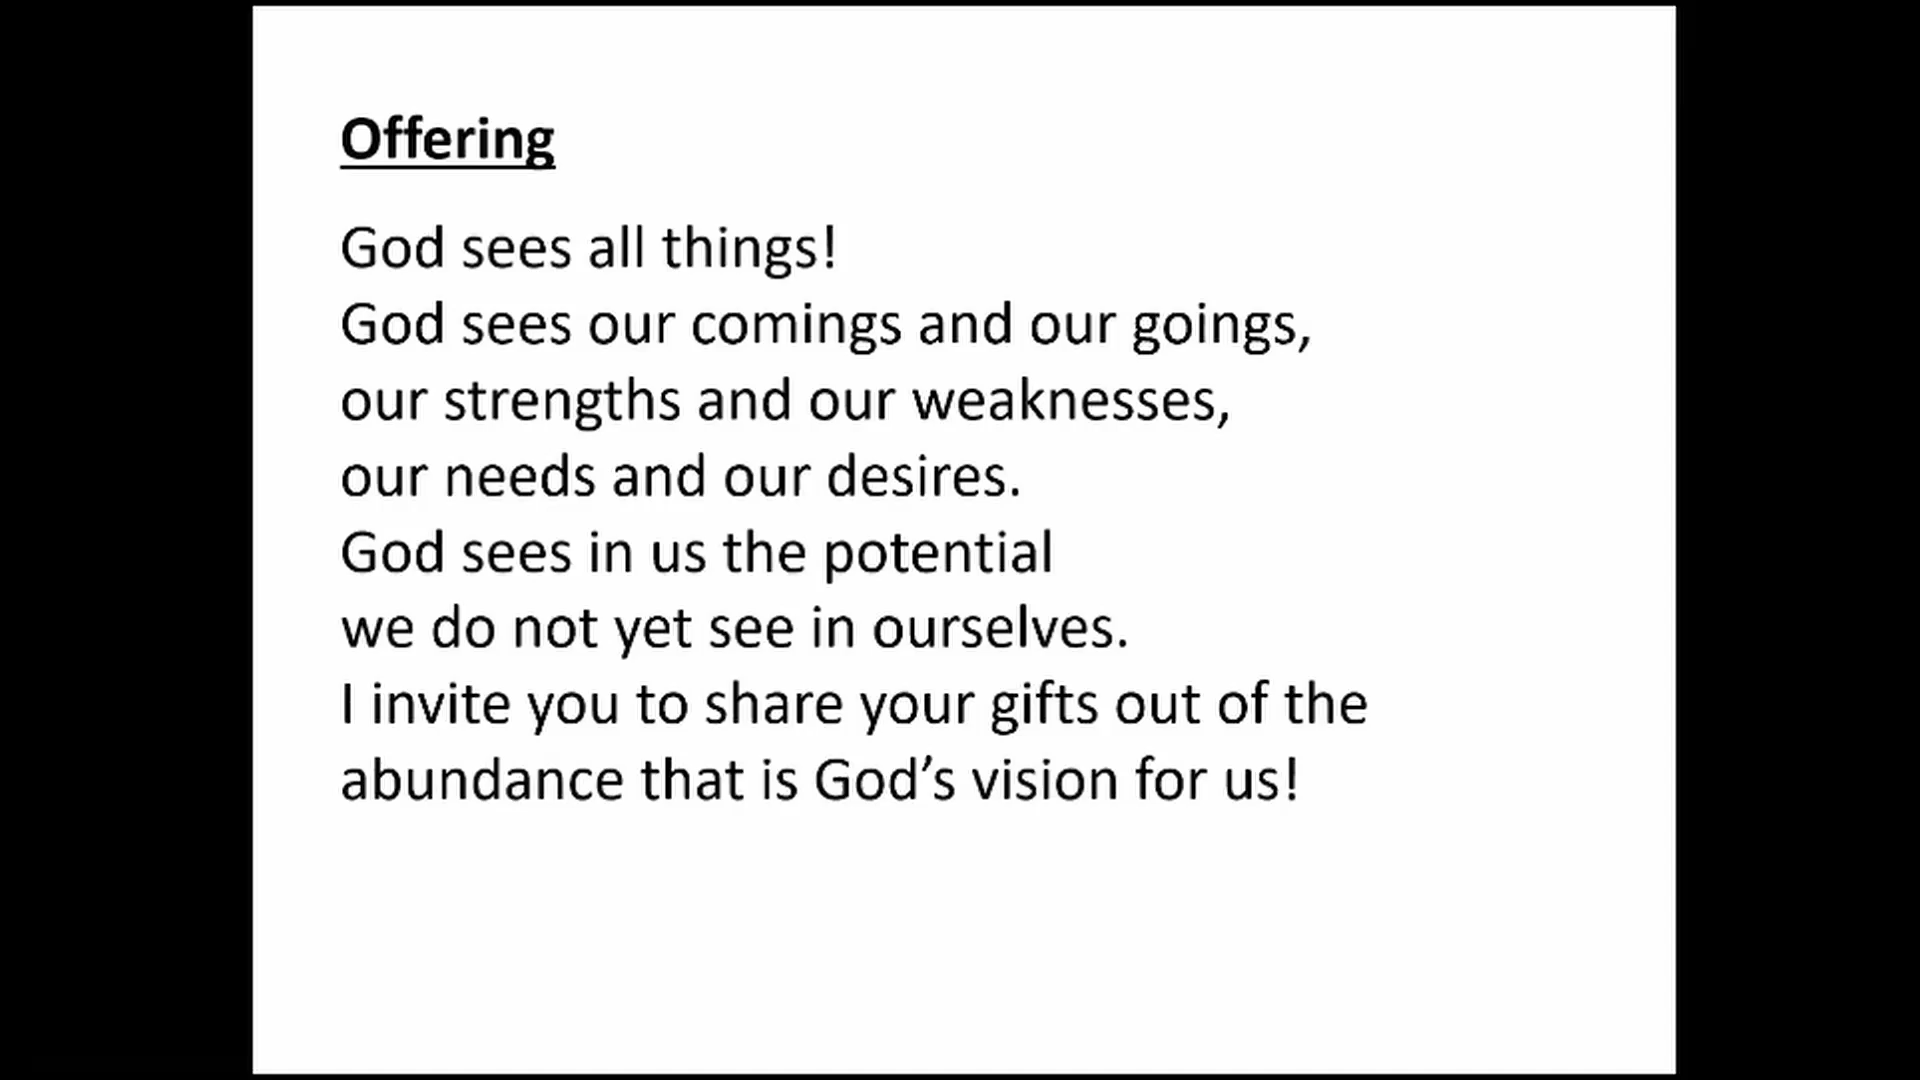 Offering
God sees all things!
God sees our comings and our goings,
our strengths and our weaknesses,
our needs and our desires.
God sees in us the potential
we do not yet see in ourselves.
I invite you to share your gifts out of the
abundance that is God’s vision for us!